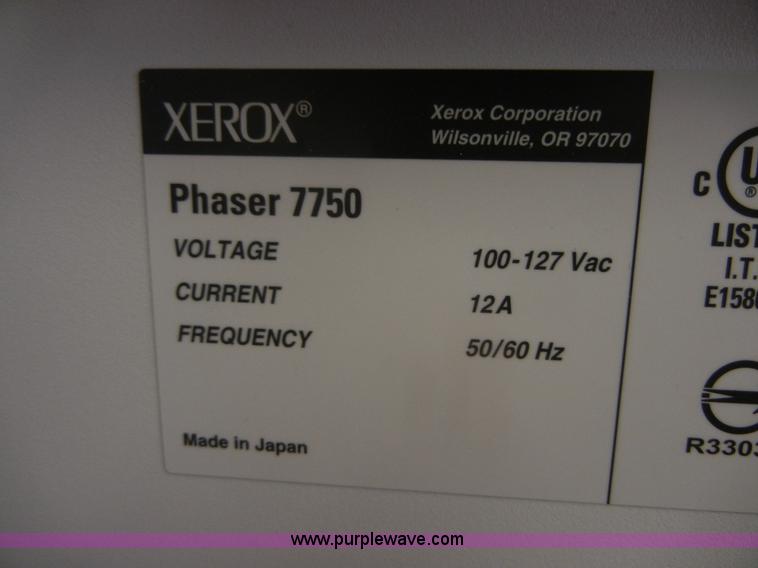 XEROX®
Xerox Corporation
Wilsonville, OR 97070
Phaser 7750
VOLTAGE 100-127 Vac
CURRENT 12A
FREQUENCY 50/60 Hz
Made in Japan
C U
®
I.T.
www.purplewave.com